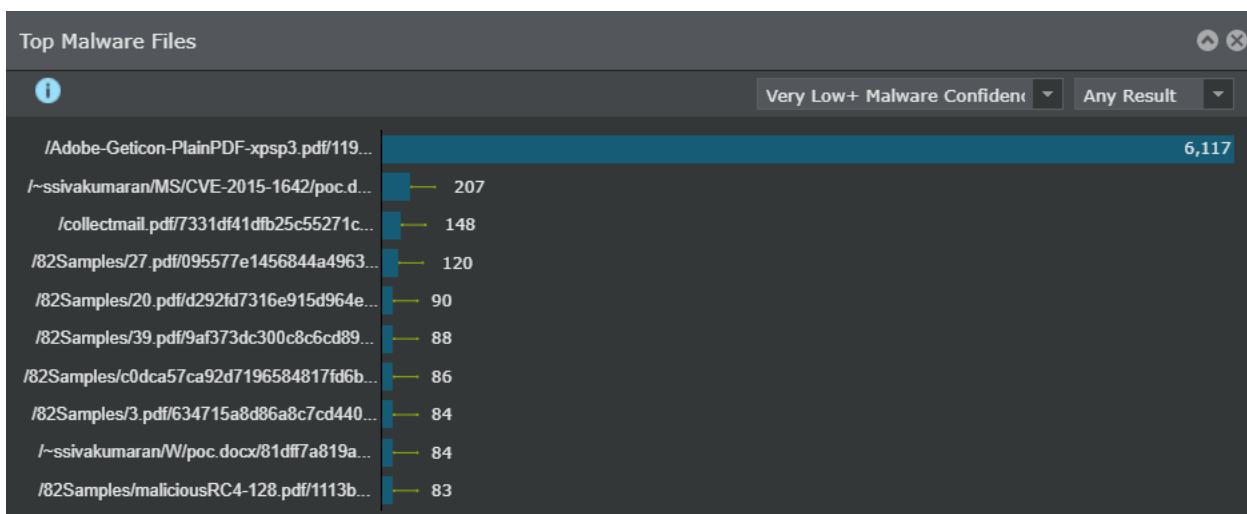 Top Malware Files
Very Low+ Malware Confidenc Any Result
/Adobe-Geticon-PlainPDF-xpsp3.pdf/119... 6,117
/~ssivakumaran/MS/CVE-2015-1642/poc.d... 207
/collectmail.pdf/7331df41dfb25c55271c... 148
/82Samples/27.pdf/095577e1456844a4963... 120
/82Samples/20.pdf/d292fd7316e915d964e... 90
/82Samples/39.pdf/9af373dc300c8c6cd89... 88
/82Samples/c0dca57ca92d7196584817fd6b... 86
/82Samples/3.pdf/634715a8d86a8c7cd440... 84
/~ssivakumaran/W/poc.docx/81dff7a819a... 84
/82Samples/maliciousRC4-128.pdf/1113b... 83